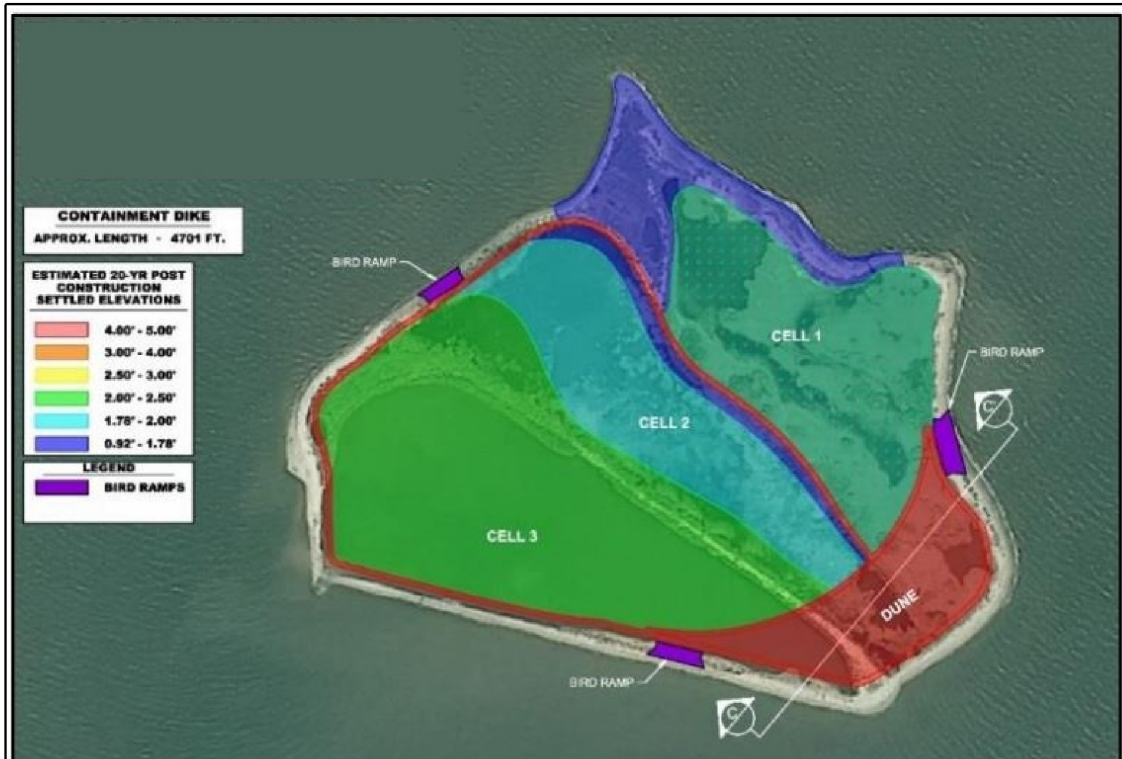 CONTAINMENT DIKE
APPROX. LENGTH - 4701 FT.
ESTIMATED 20-YR POST
CONSTRUCTION
SETTLED ELEVATIONS
4.00' - 5.00'
3.00' - 4.00'
2.50' - 3.00'
2.00' - 2.50'
1.78' - 2.00'
0.92' - 1.78'
LEGEND
BIRD RAMPS
BIRD RAMP
CELL 1
BIRD RAMP
C'
CELL 2
CELL 3
DUNE
BIRD RAMP
C